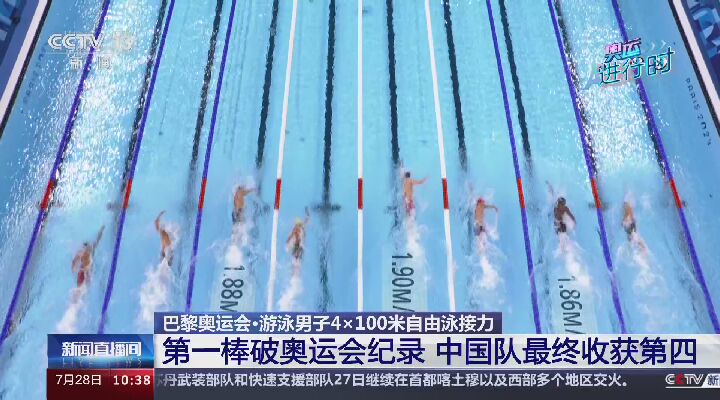 CCTV 13
新闻
奥运进行时
PARIS 2024
1.88M
1.90M
1.86M
巴黎奥运会·游泳男子4×100米自由泳接力
新闻直播间
第一棒破奥运会纪录 中国队最终收获第四
7月28日 10:38
苏丹武装部队和快速支援部队27日继续在首都喀土穆以及西部多个地区交火。
CCTV 新闻